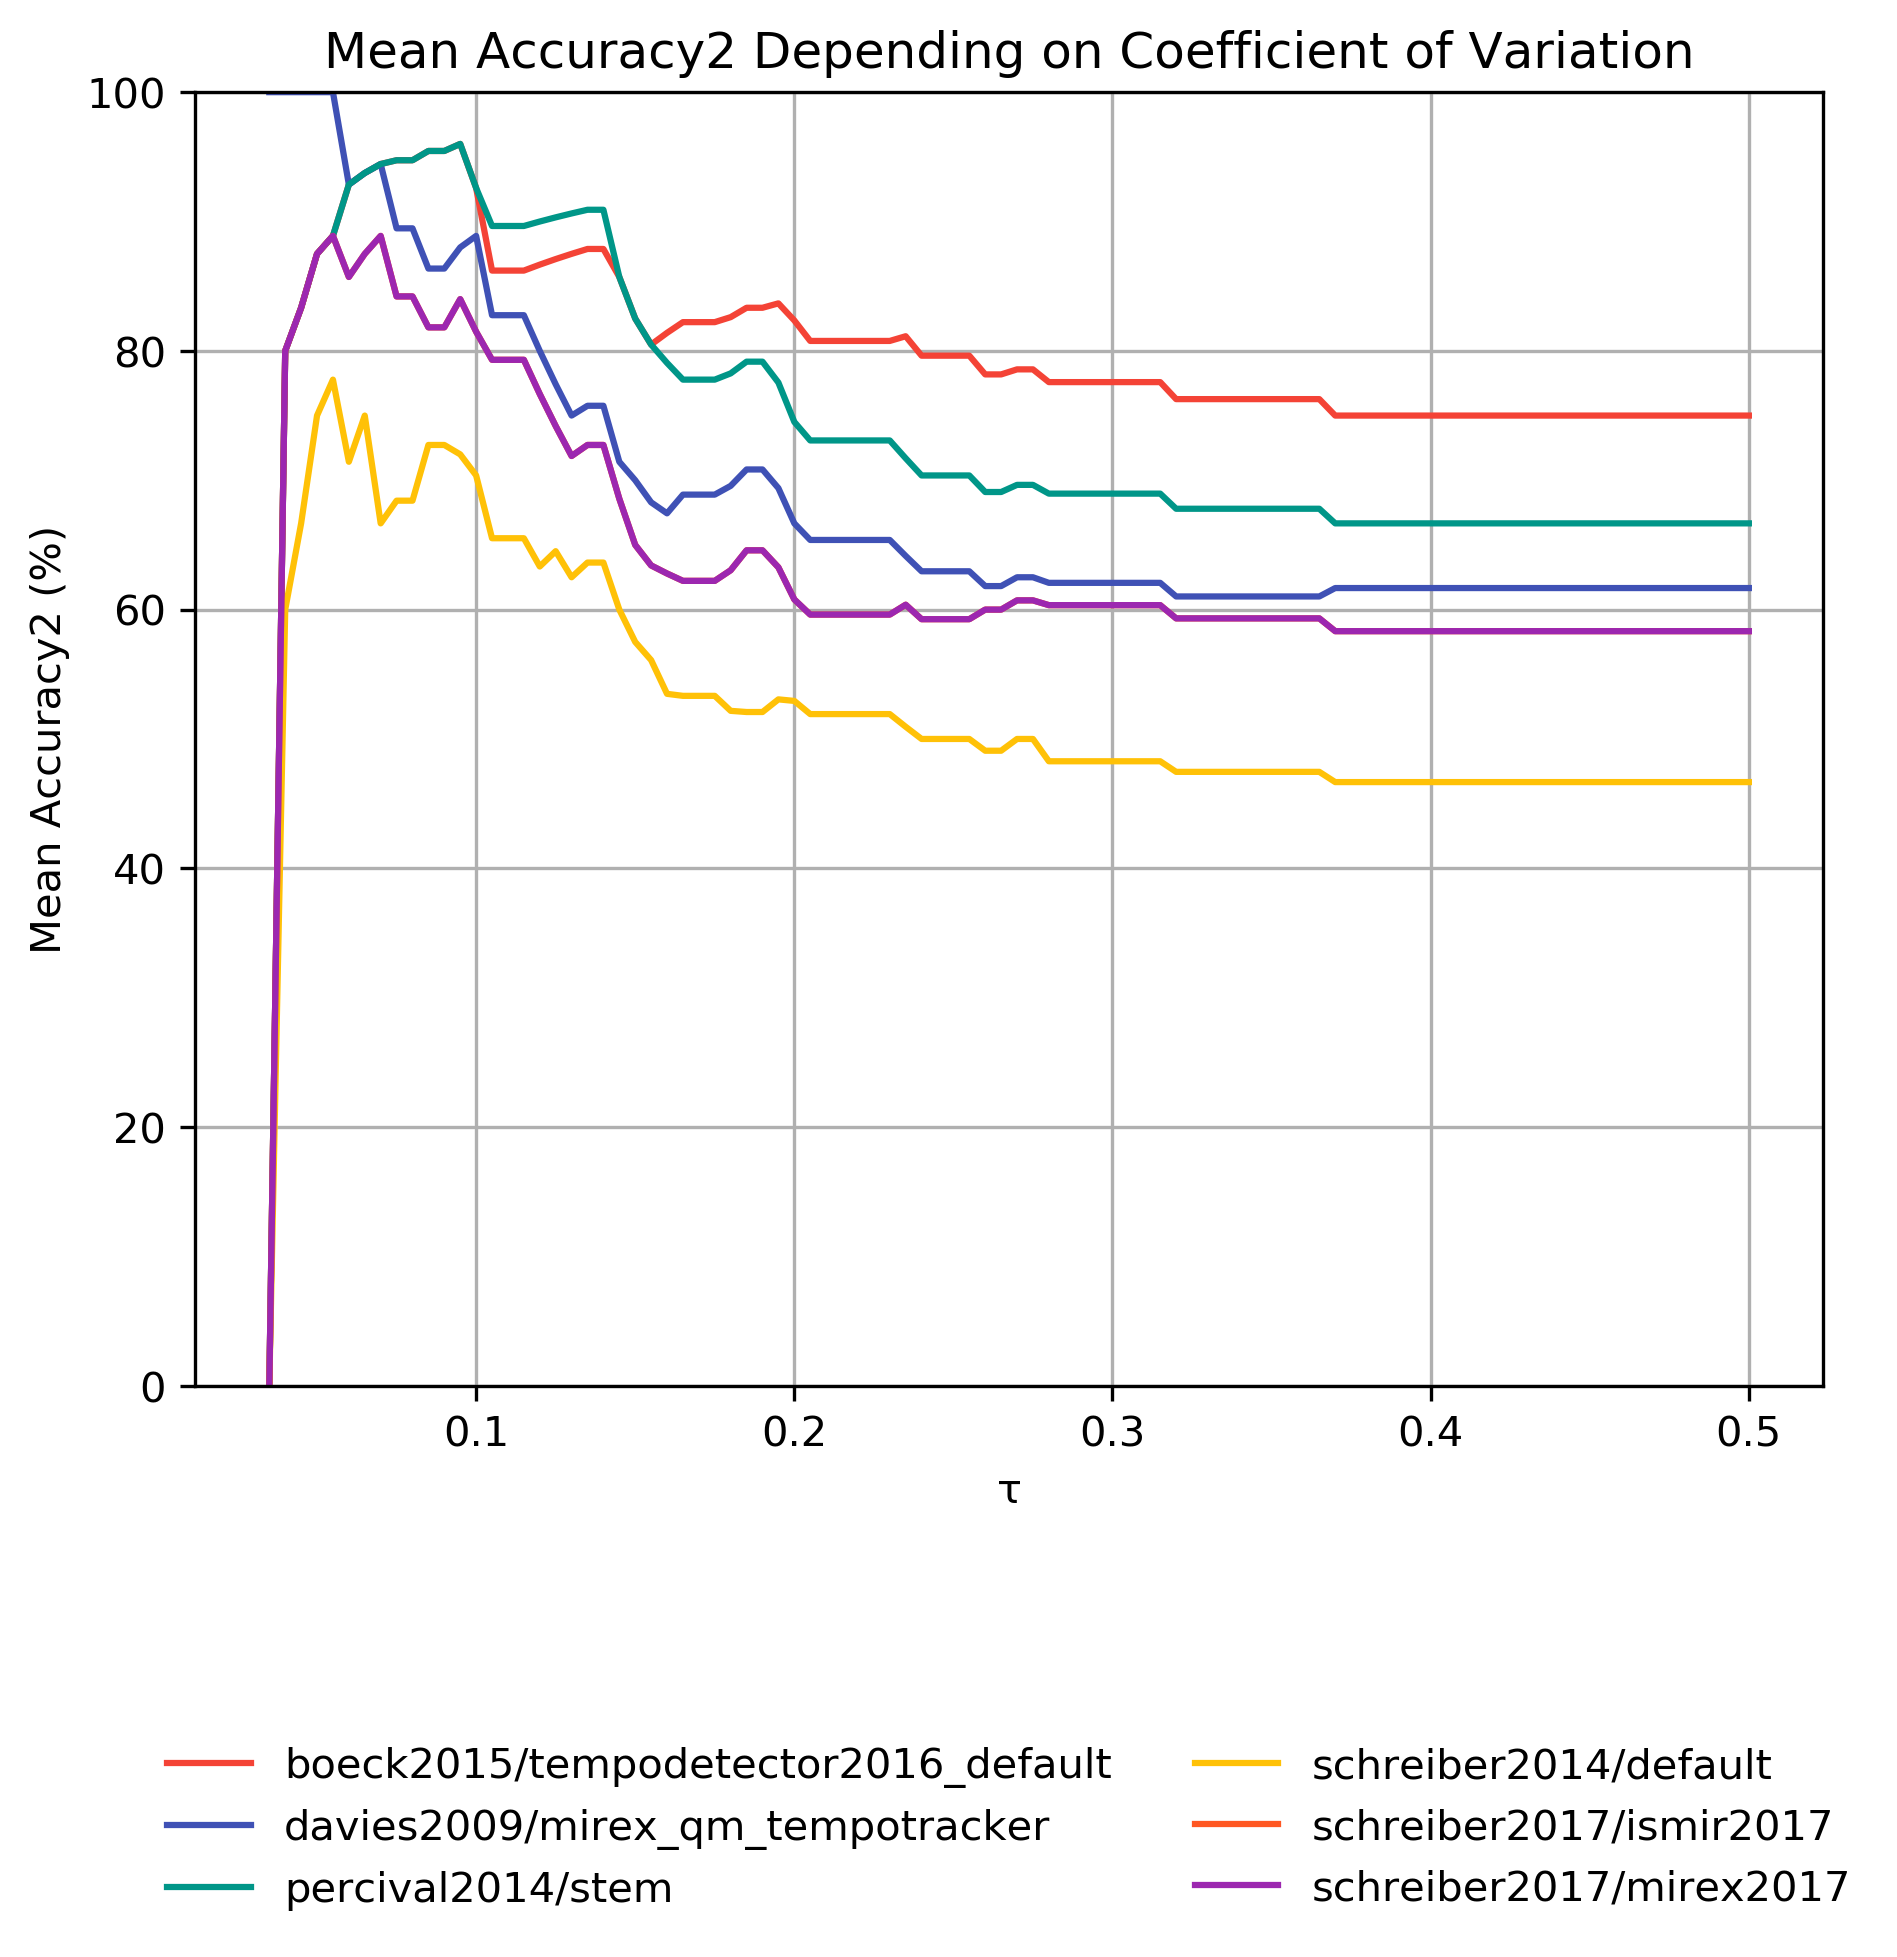 Mean Accuracy2 Depending on Coefficient of Variation
Mean Accuracy2 (%)
100
80
60
40
20
0
0.1 0.2 0.3 0.4 0.5
τ
boeck2015/tempodetector2016_default
davies2009/mirex_qm_tempotracker
percival2014/stem
schreiber2014/default
schreiber2017/ismir2017
schreiber2017/mirex2017